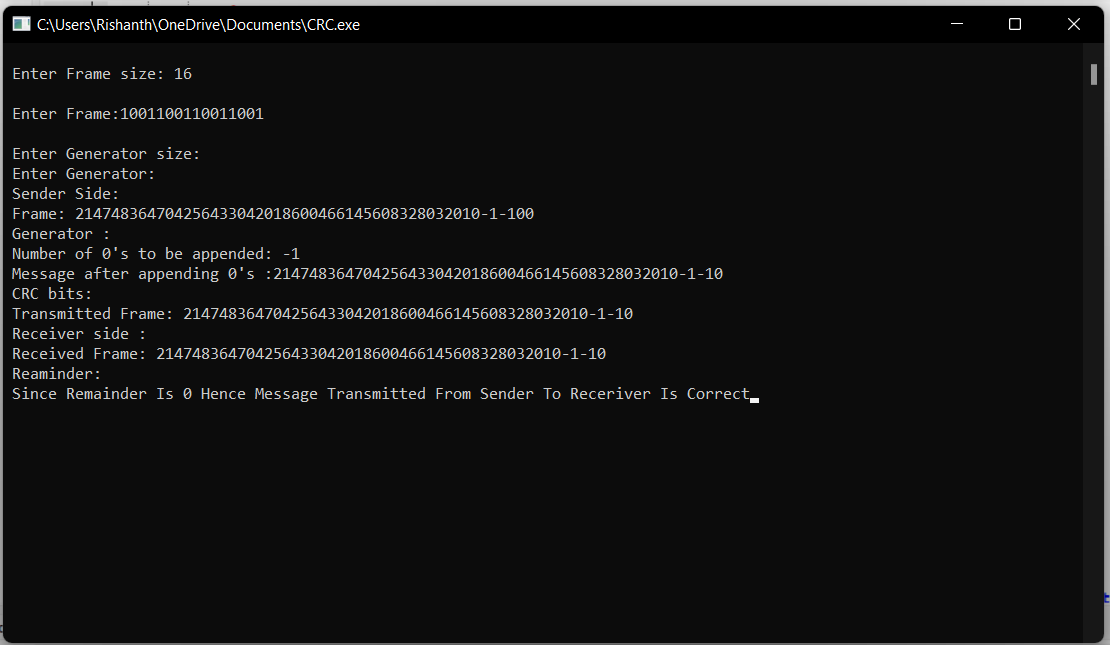 C:\Users\Rishanth\OneDrive\Documents\CRC.exe
Enter Frame size: 16
Enter Frame:1001100110011001
Enter Generator size:
Enter Generator:
Sender Side:
Frame: 214748364704256433042018600466145608328032010-1-100
Generator :
Number of 0's to be appended: -1
Message after appending 0's :214748364704256433042018600466145608328032010-1-10
CRC bits:
Transmitted Frame: 214748364704256433042018600466145608328032010-1-10
Receiver side :
Received Frame: 214748364704256433042018600466145608328032010-1-10
Reaminder:
Since Remainder Is 0 Hence Message Transmitted From Sender To Receriver Is Correct